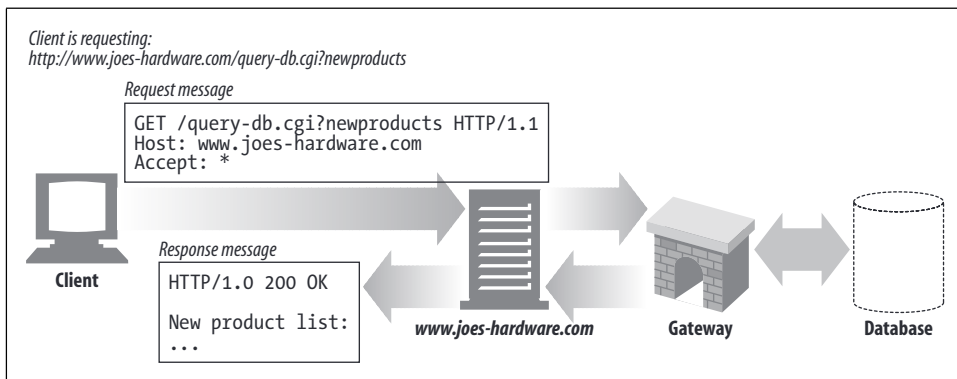 Client is requesting:
http://www.joes-hardware.com/query-db.cgi?newproducts
Request message
GET /query-db.cgi?newproducts HTTP/1.1
Host: www.joes-hardware.com
Accept: *
Client
Response message
HTTP/1.0 200 OK
New product list:
...
www.joes-hardware.com
Gateway
Database